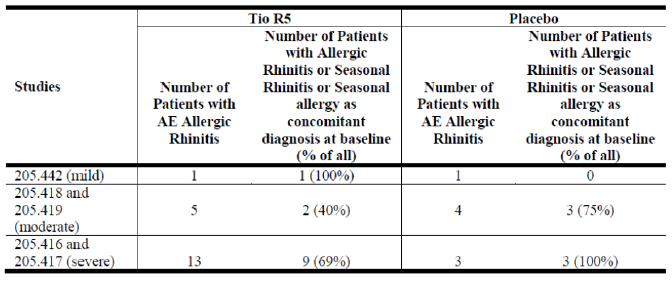 Tio R5 Placebo
Studies
Number of
Patients with
AE Allergic
Rhinitis
Number of Patients
with Allergic
Rhinitis or Seasonal
Rhinitis or Seasonal
allergy as
concomitant
diagnosis at baseline
(% of all)
Number of
Patients with
AE Allergic
Rhinitis
Number of Patients
with Allergic
Rhinitis or Seasonal
Rhinitis or Seasonal
allergy as
concomitant
diagnosis at baseline
(% of all)
205.442 (mild) 1 1 (100%) 1 0
205.418 and
205.419
(moderate)
5 2 (40%) 4 3 (75%)
205.416 and
205.417 (severe) 13 9 (69%) 3 3 (100%)